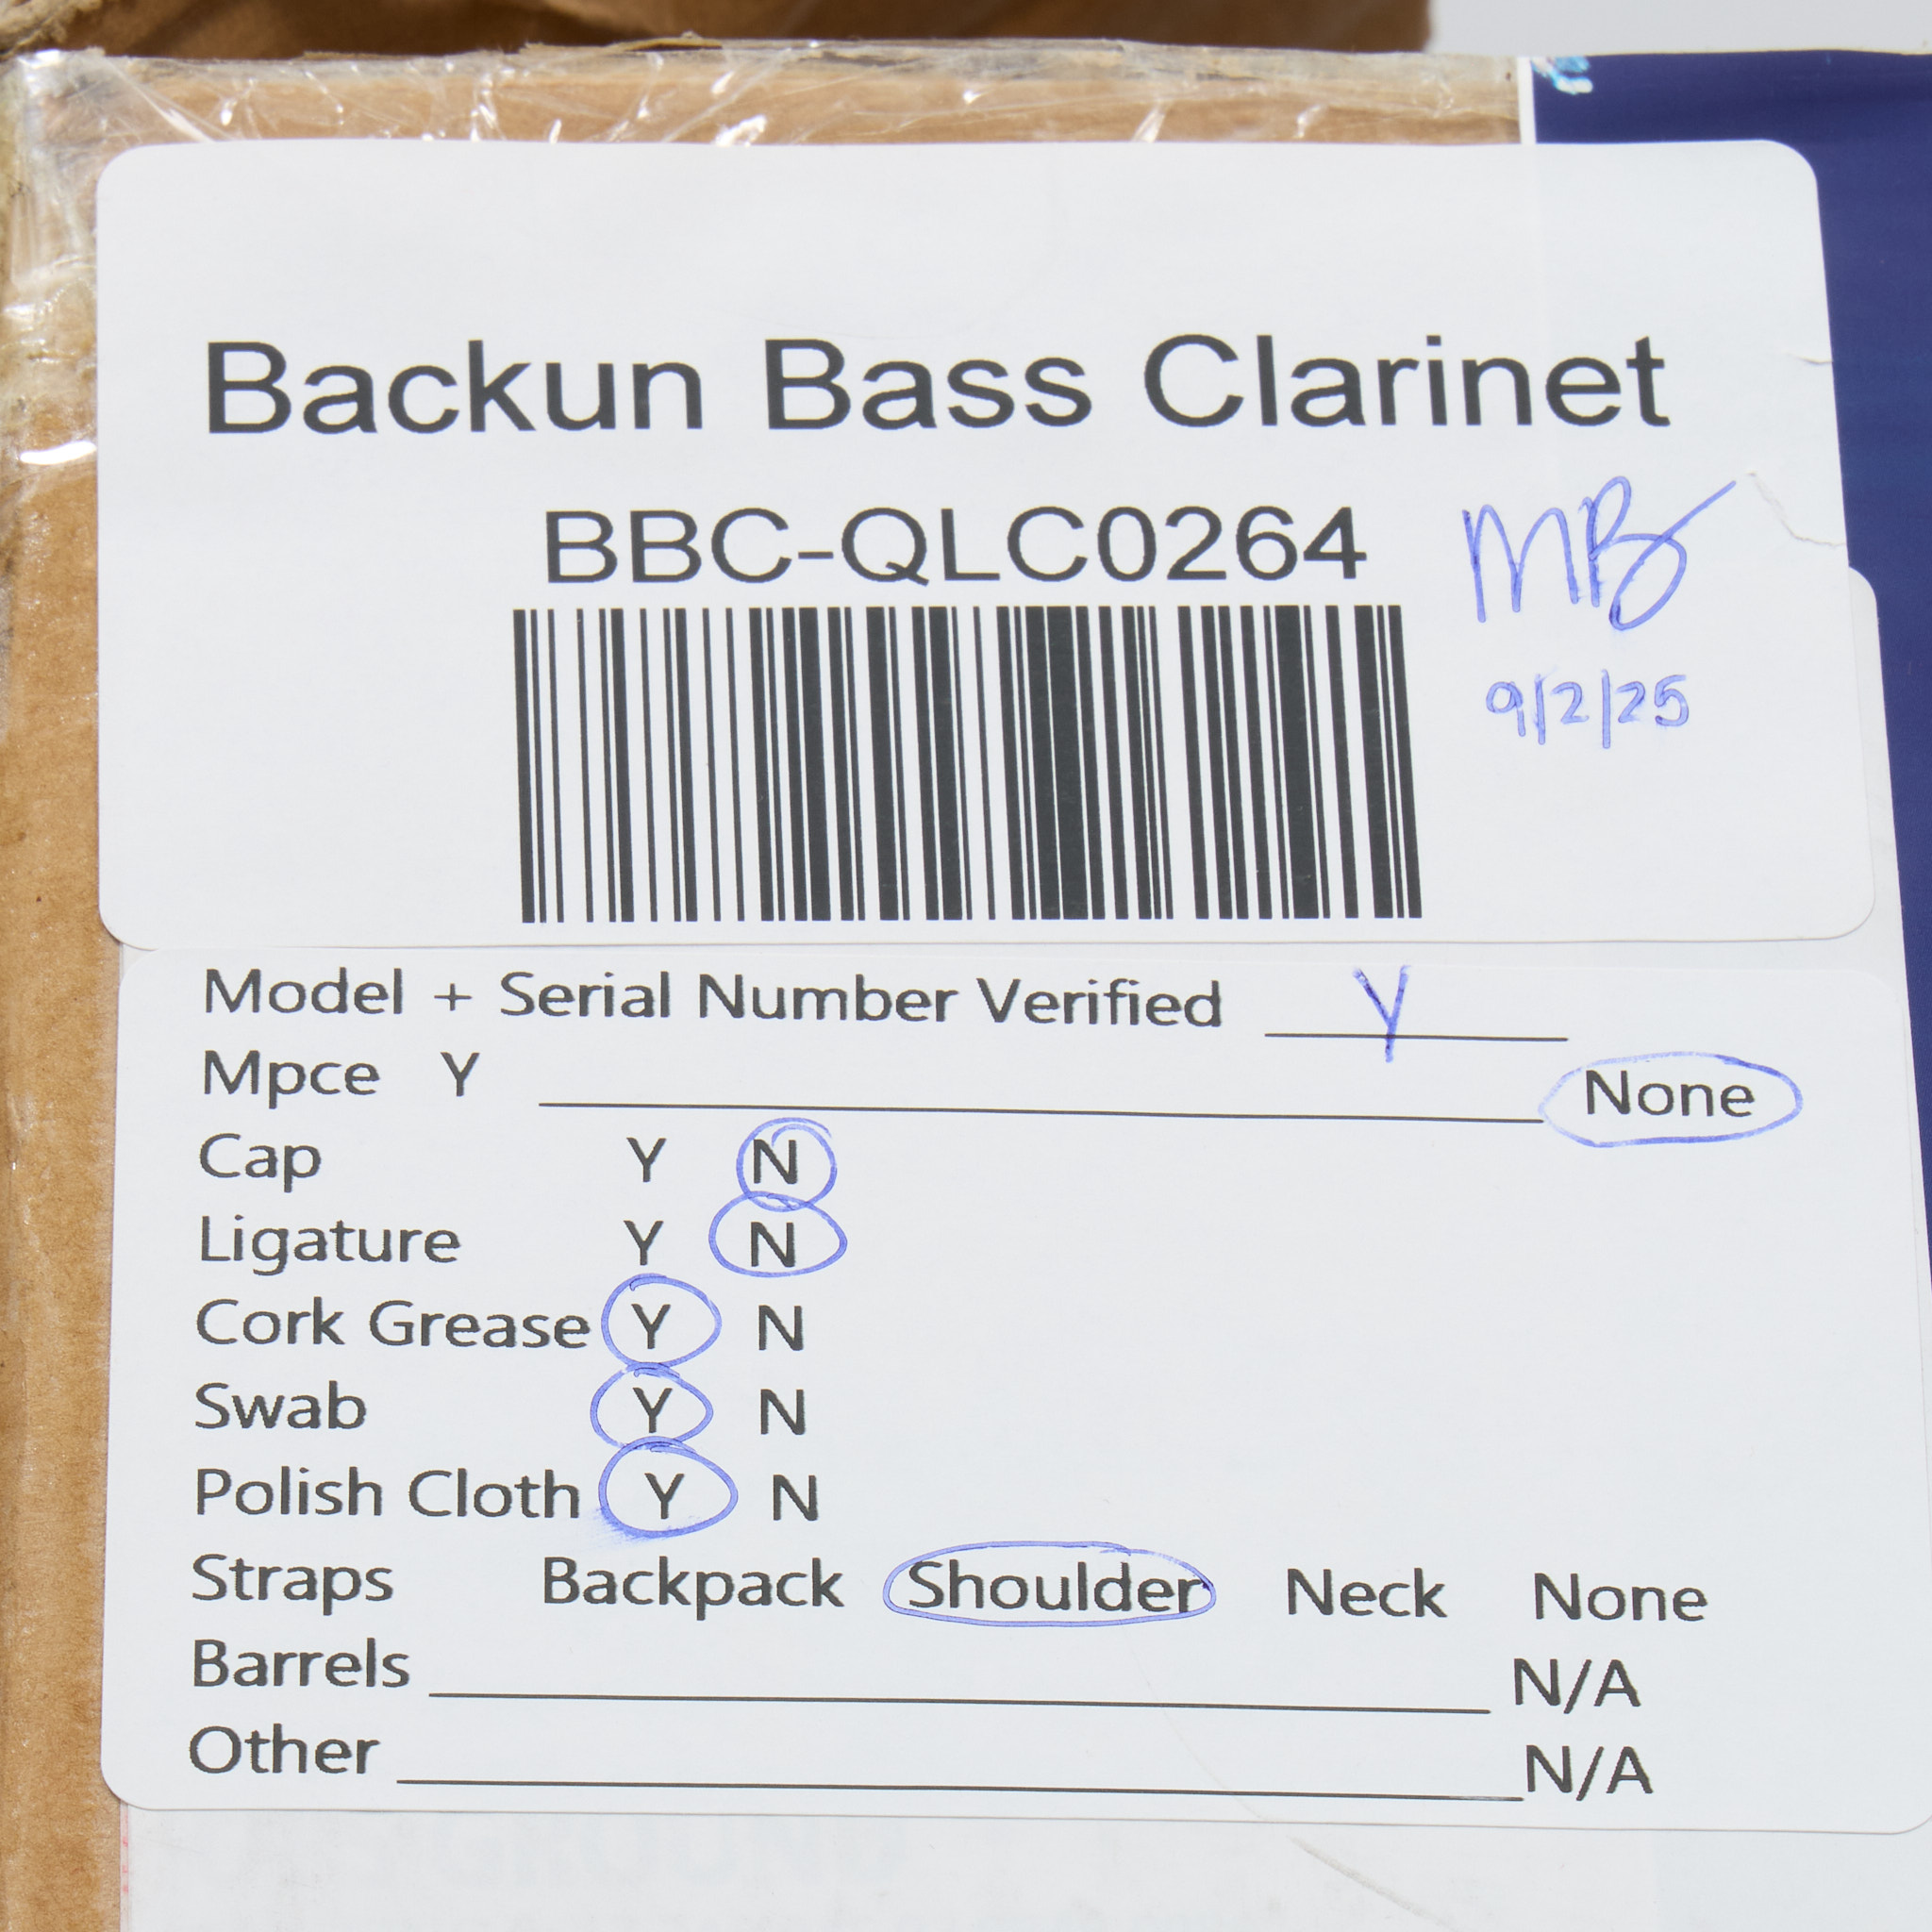 Backun Bass Clarinet
BBC-QLC0264
MB
9/2/25
Model + Serial Number Verified Y
Mpce Y None
Cap Y N
Ligature Y N
Cork Grease Y N
Swab Y N
Polish Cloth Y N
Straps Backpack Shoulder Neck None
Barrels N/A
Other N/A